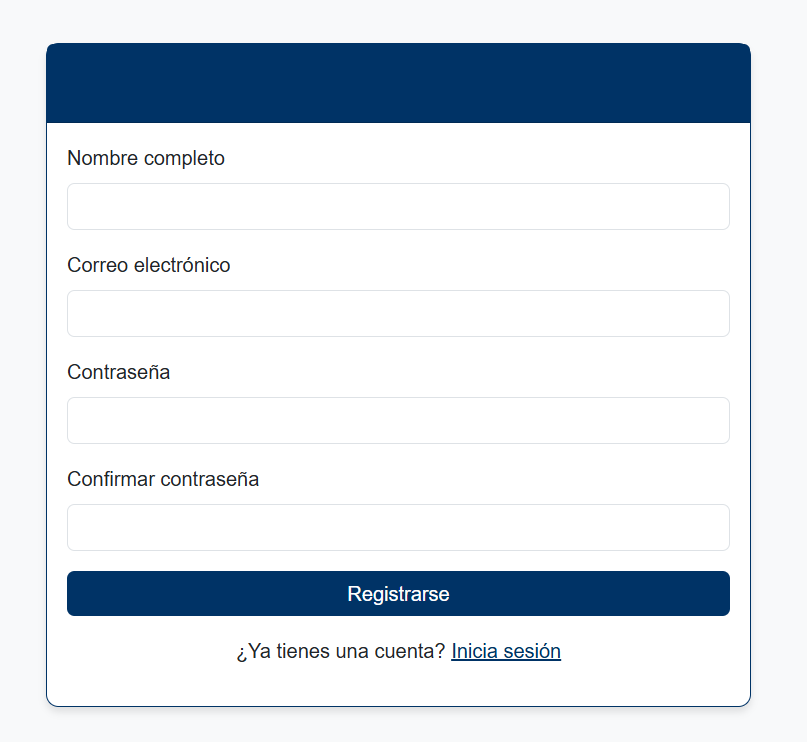 Nombre completo
Correo electrónico
Contraseña
Confirmar contraseña
Registrarse
¿Ya tienes una cuenta? Inicia sesión